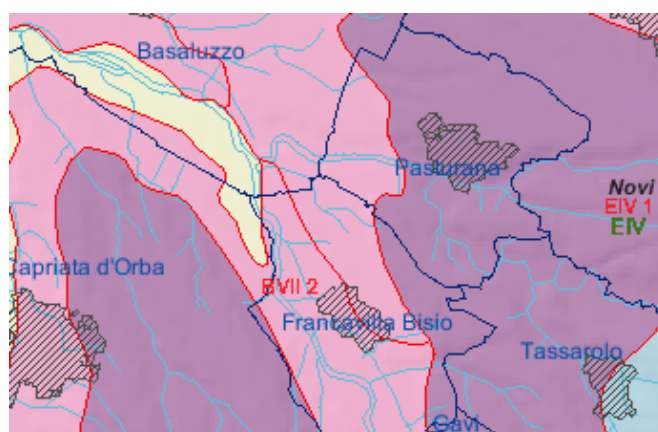 Basaluzzo
Pasturana
Novi
EIV 1
EIV
Capriata d'Orba
EVII 2
Francavilla Bisio
Tassarolo
Gavi